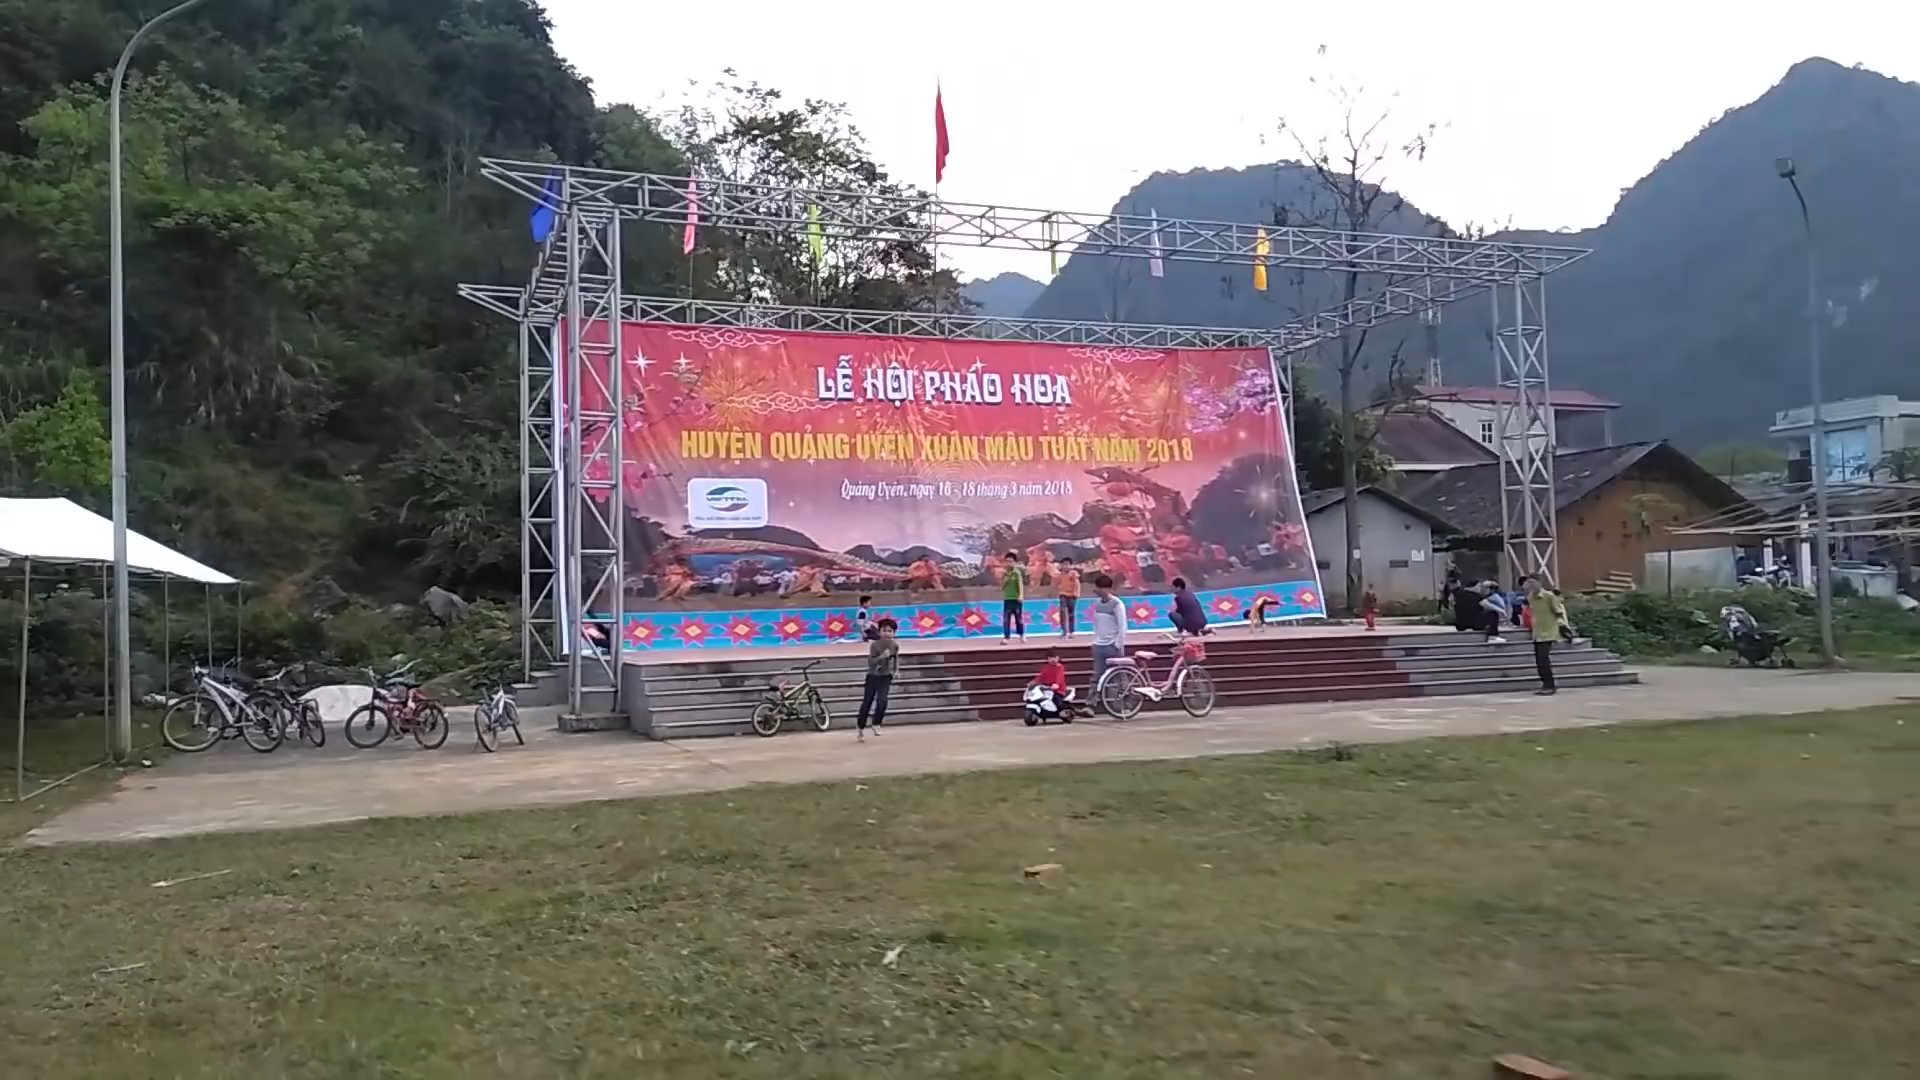 LỄ HỘI PHÁO HOA
HUYỆN QUẢNG UYÊN XUÂN MẬU TUẤT NĂM 2018
Quảng Uyên, ngày 16 - 18 tháng 3 năm 2018
VIETTEL